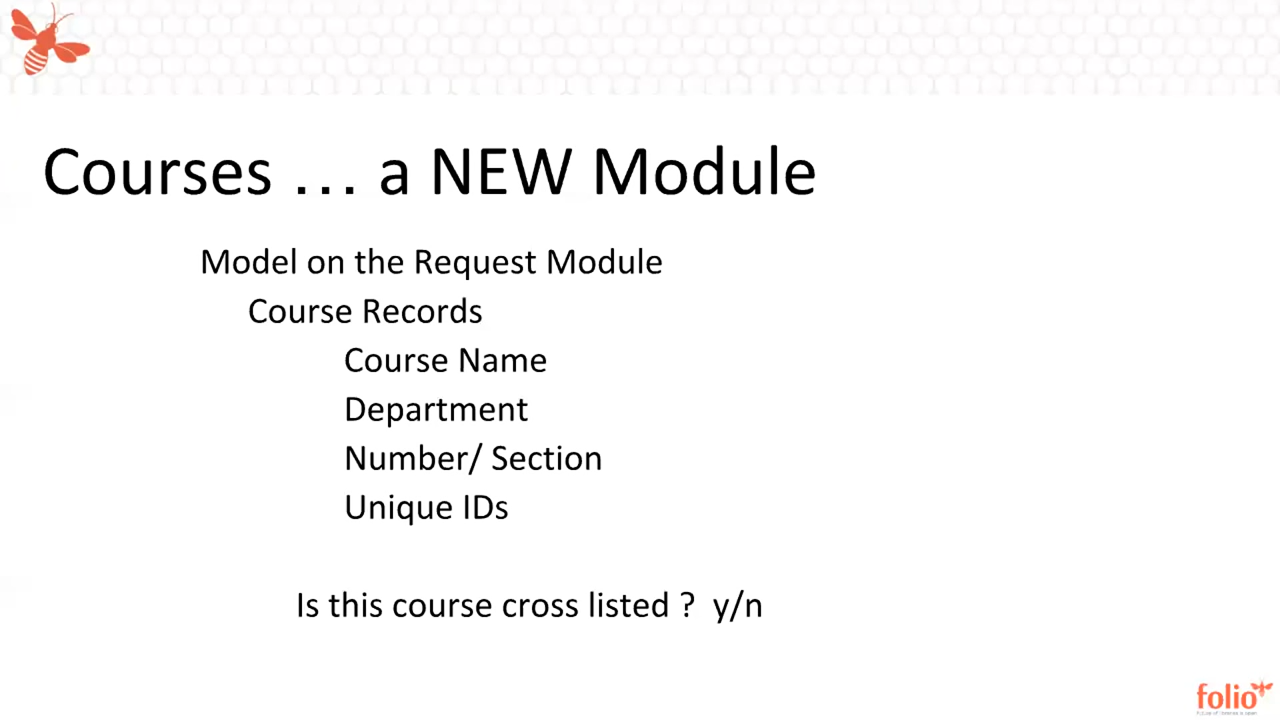 Courses … a NEW Module
Model on the Request Module
Course Records
Course Name
Department
Number/ Section
Unique IDs
Is this course cross listed ? y/n
folio